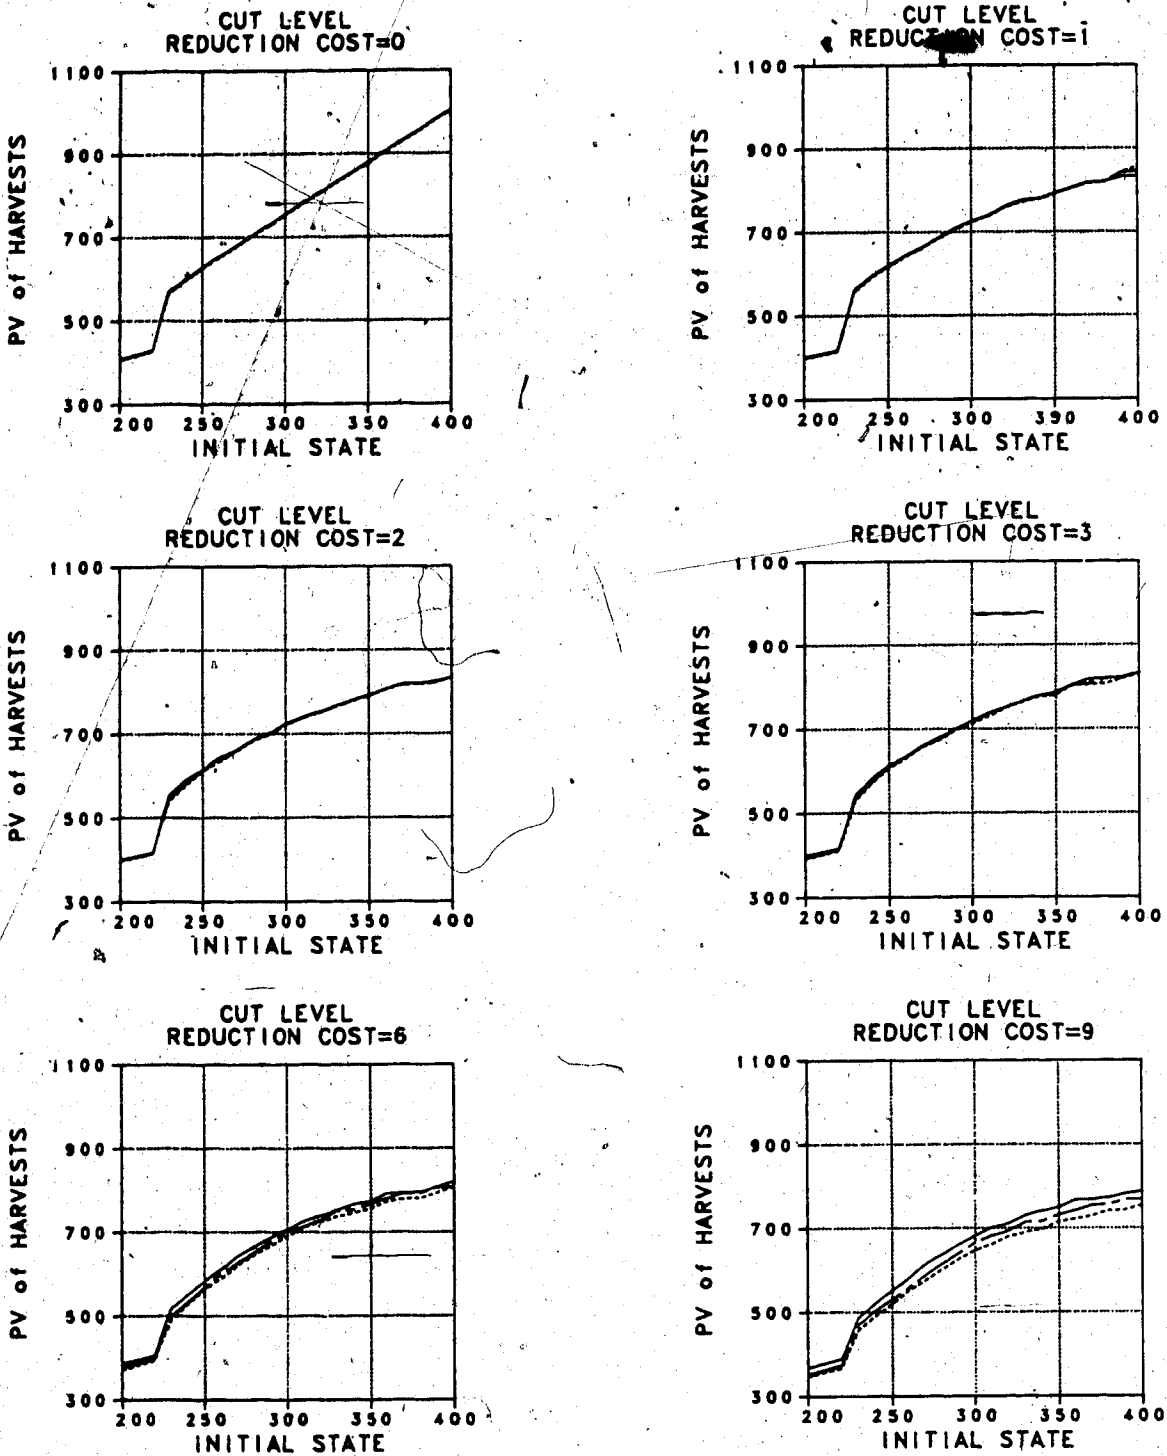 CUT LEVEL
REDUCTION COST=0
1100
900
700
500
300
PV of HARVESTS
200 250 300 350 400
INITIAL STATE
CUT LEVEL
REDUCTION COST=1
1100
900
700
500
300
PV of HARVESTS
200 250 300 390 400
INITIAL STATE
CUT LEVEL
REDUCTION COST=2
1100
900
700
500
300
PV of HARVESTS
200 250 300 350 400
INITIAL STATE
CUT LEVEL
REDUCTION COST=3
1100
900
700
500
300
PV of HARVESTS
200 250 300 350 400
INITIAL STATE
CUT LEVEL
REDUCTION COST=6
1100
900
700
500
300
PV of HARVESTS
200 250 300 350 400
INITIAL STATE
CUT LEVEL
REDUCTION COST=9
1100
900
700
500
300
PV of HARVESTS
200 250 300 350 400
INITIAL STATE